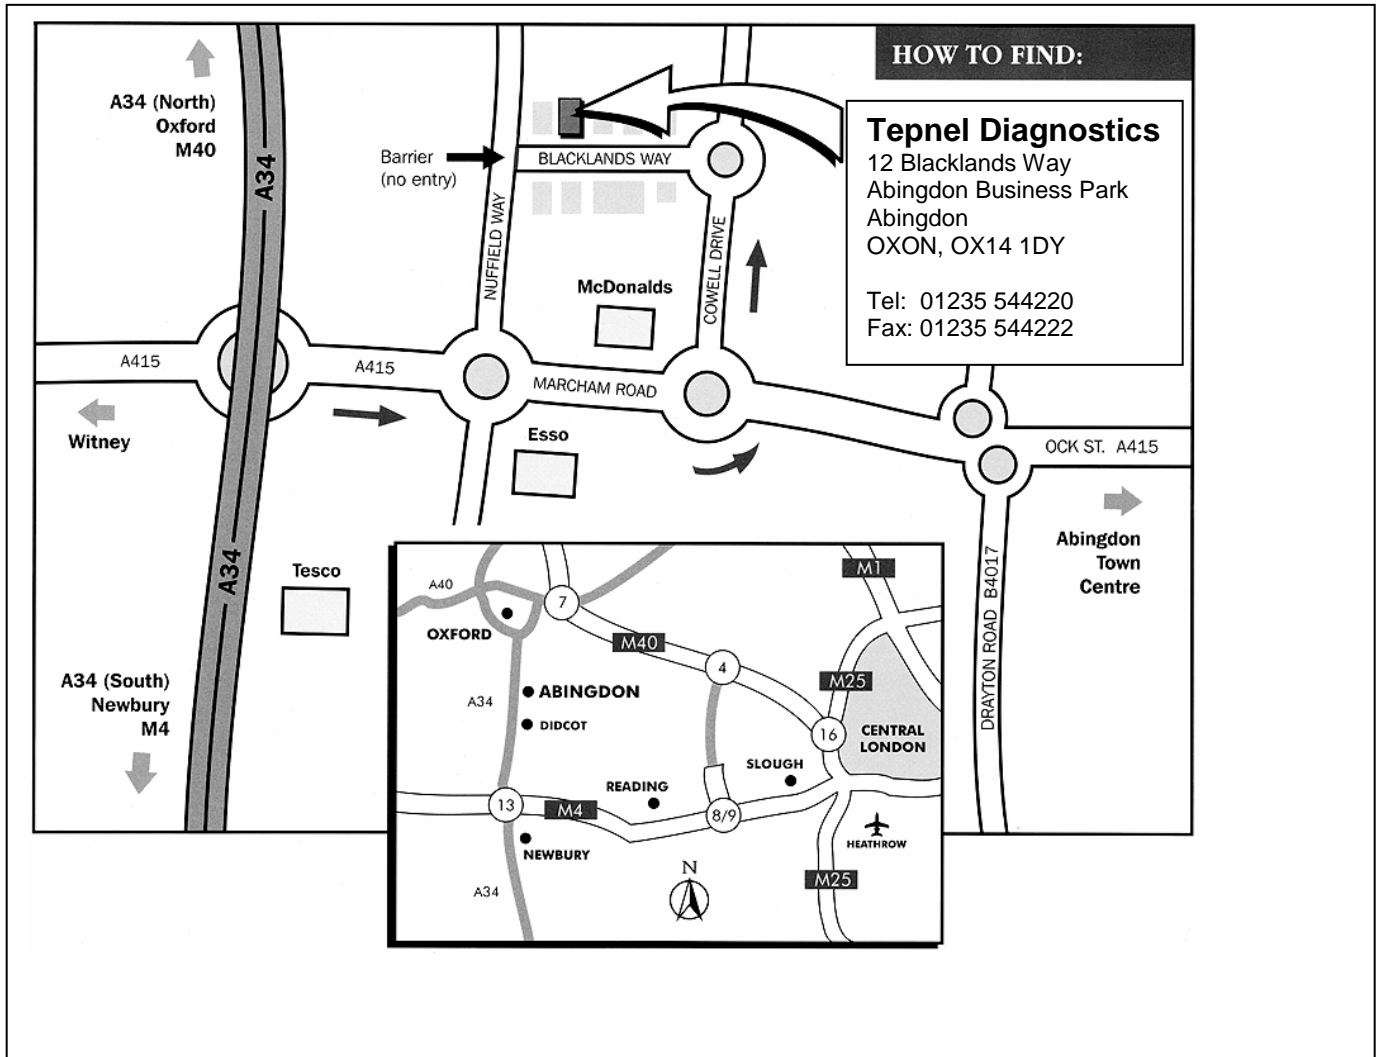 HOW TO FIND:
A34 (North)
Oxford
M40
A34
Barrier
(no entry)
BLACKLANDS WAY
Tepnel Diagnostics
12 Blacklands Way
Abingdon Business Park
Abingdon
OXON, OX14 1DY
Tel: 01235 544220
Fax: 01235 544222
NUFFIELD WAY
COWELL DRIVE
McDonalds
A415
A415
MARCHAM ROAD
Witney
Esso
OCK ST. A415
Abingdon
Town
Centre
A34
Tesco
DRAYTON ROAD B4017
A34 (South)
Newbury
M4
M1
A40
7
OXFORD
M40
4
M25
A34
ABINGDON
DIDCOT
16
CENTRAL
LONDON
SLOUGH
READING
13
M4
8/9
HEATHROW
NEWBURY
N
M25
A34